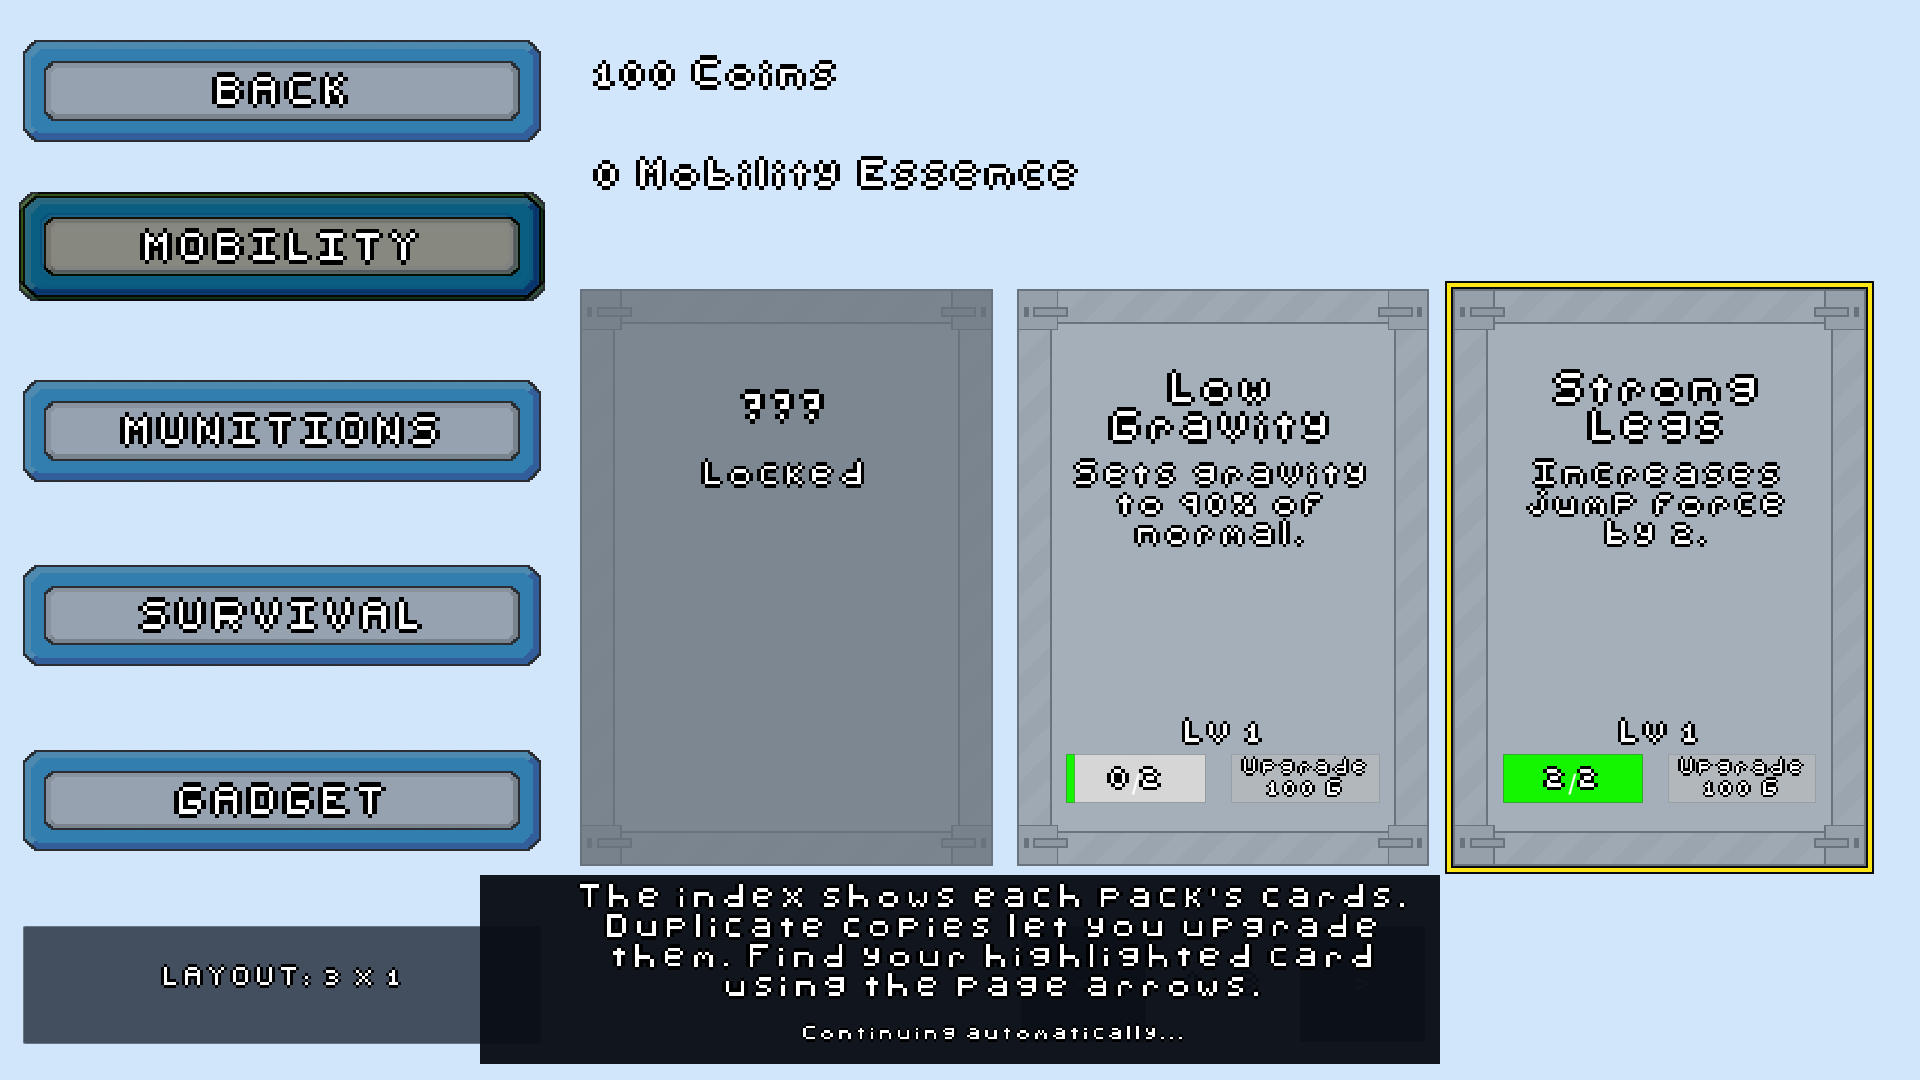 BACK
100 Coins
0 Mobility Essence
MOBILITY
MUNITIONS
SURVIVAL
GADGET
???
Locked
Low
Gravity
Sets gravity
to 90% of
normal.
Lv 1
0/2
Upgrade
100 G
Strong
Legs
Increases
jump force
by 2.
Lv 1
2/2
Upgrade
100 G
LAYOUT: 3 X 1
The index shows each pack's cards.
Duplicate copies let you upgrade
them. Find your highlighted card
using the page arrows.
Continuing automatically...